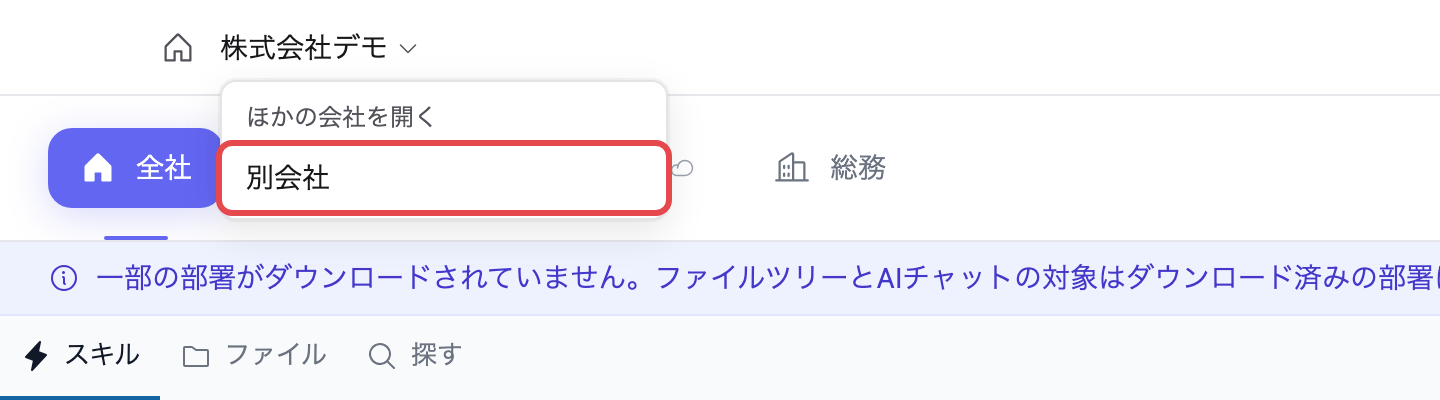 株式会社デモ
ほかの会社を開く
別会社
全社
総務
一部の部署がダウンロードされていません。ファイルツリーとAIチャットの対象はダウンロード済みの部署
スキル
ファイル
探す